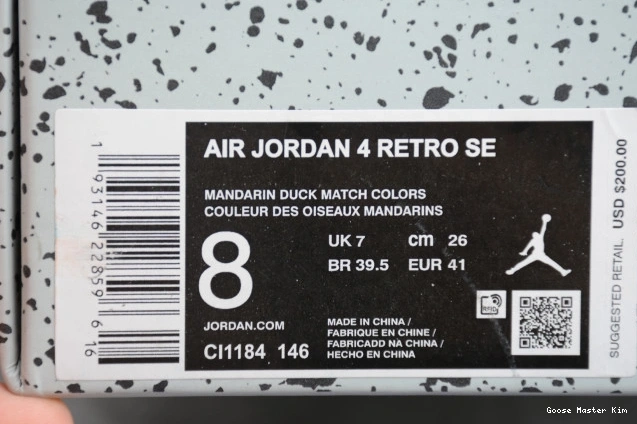 AIR JORDAN 4 RETRO SE
MANDARIN DUCK MATCH COLORS
COULEUR DES OISEAUX MANDARINS
8
UK 7 cm 26
BR 39.5 EUR 41
JORDAN.COM
CI1184 146
MADE IN CHINA /
FABRIQUE EN CHINE /
FABRICADD NA CHINA /
HECHO EN CHINA
1 93146 22859 6 16
SUGGESTED RETAIL. USD $200.00
Goose Master Kim